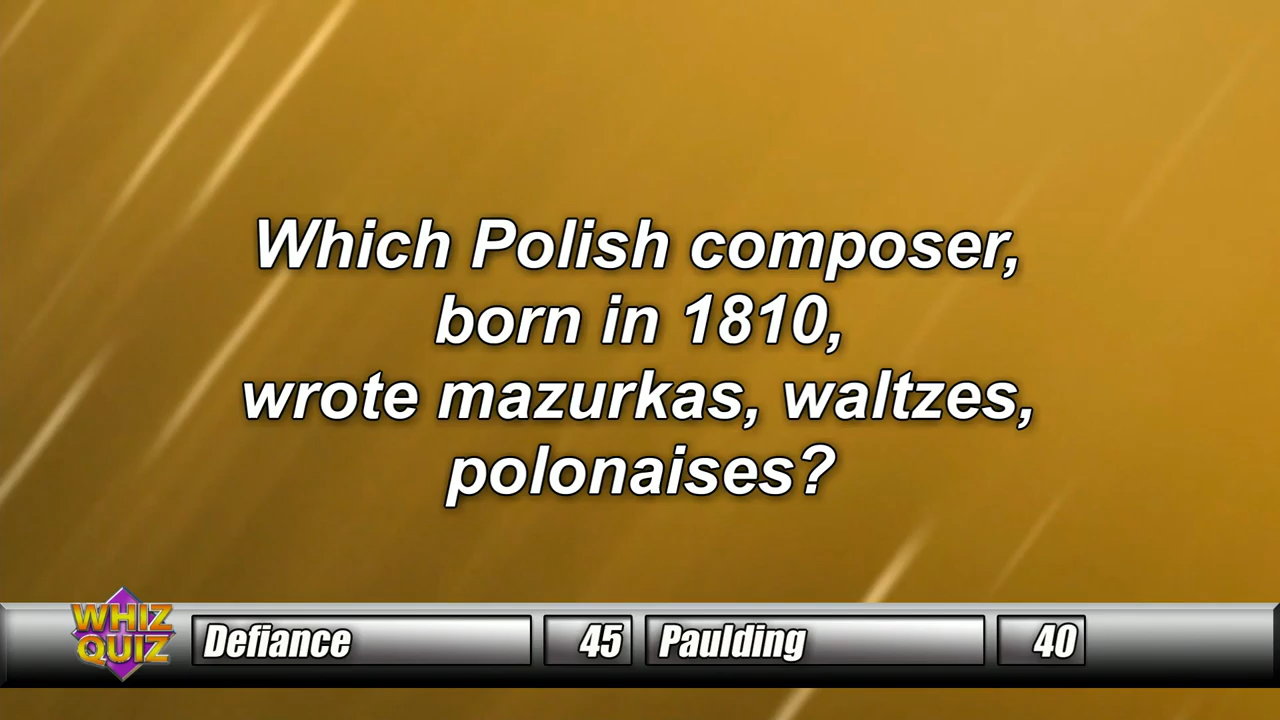 Which Polish composer,
born in 1810,
wrote mazurkas, waltzes,
polonaises?
WHIZ
QUIZ
Defiance 45 Paulding 40